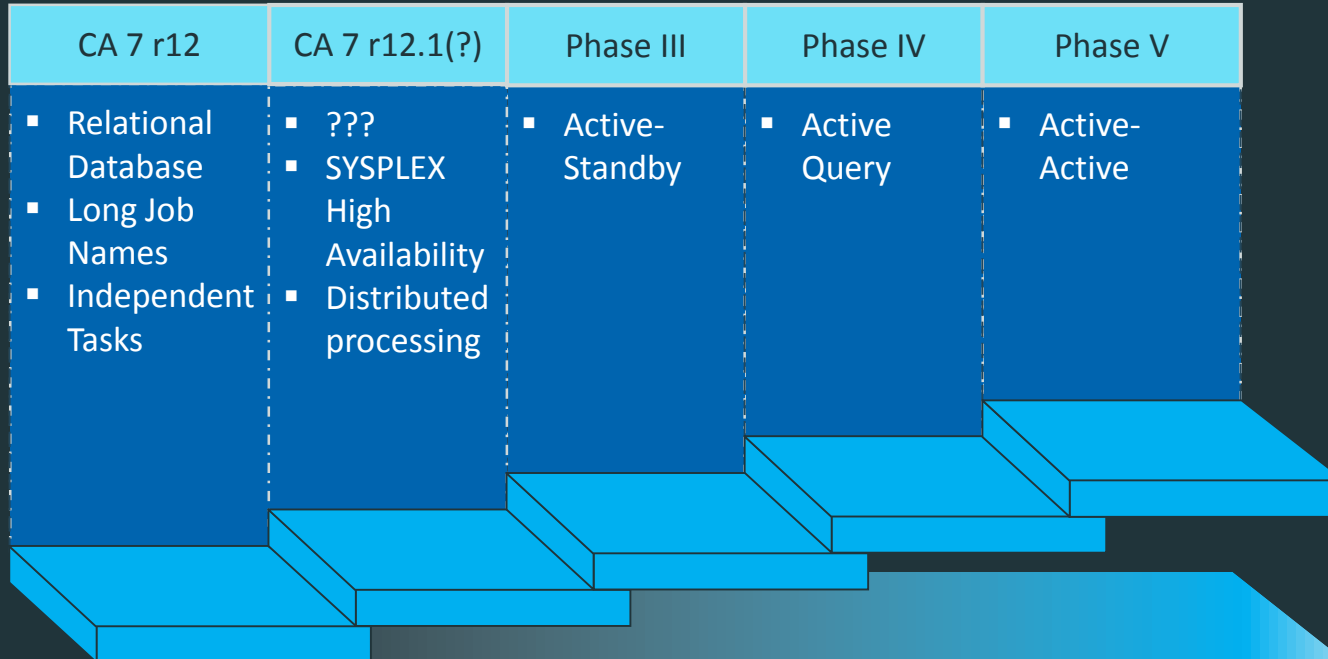 CA 7 r12
CA 7 r12.1(?)
Phase III
Phase IV
Phase V
▪ Relational
Database
▪ Long Job
Names
▪ Independent
Tasks
▪ ???
▪ SYSPLEX
High
Availability
▪ Distributed
processing
▪ Active-
Standby
▪ Active
Query
▪ Active-
Active